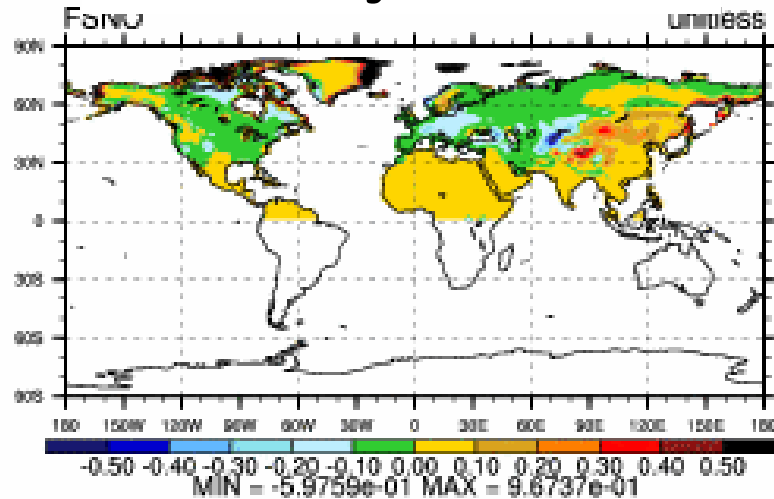 FSNO unitless
90N
60N
30N
0
30S
60S
90S
180 150W 120W 90W 60W 30W 0 30E 60E 90E 120E 150E 180
-0.50 -0.40 -0.30 -0.20 -0.10 0.00 0.10 0.20 0.30 0.40 0.50
MIN = -5.9759e-01 MAX = 9.6737e-01